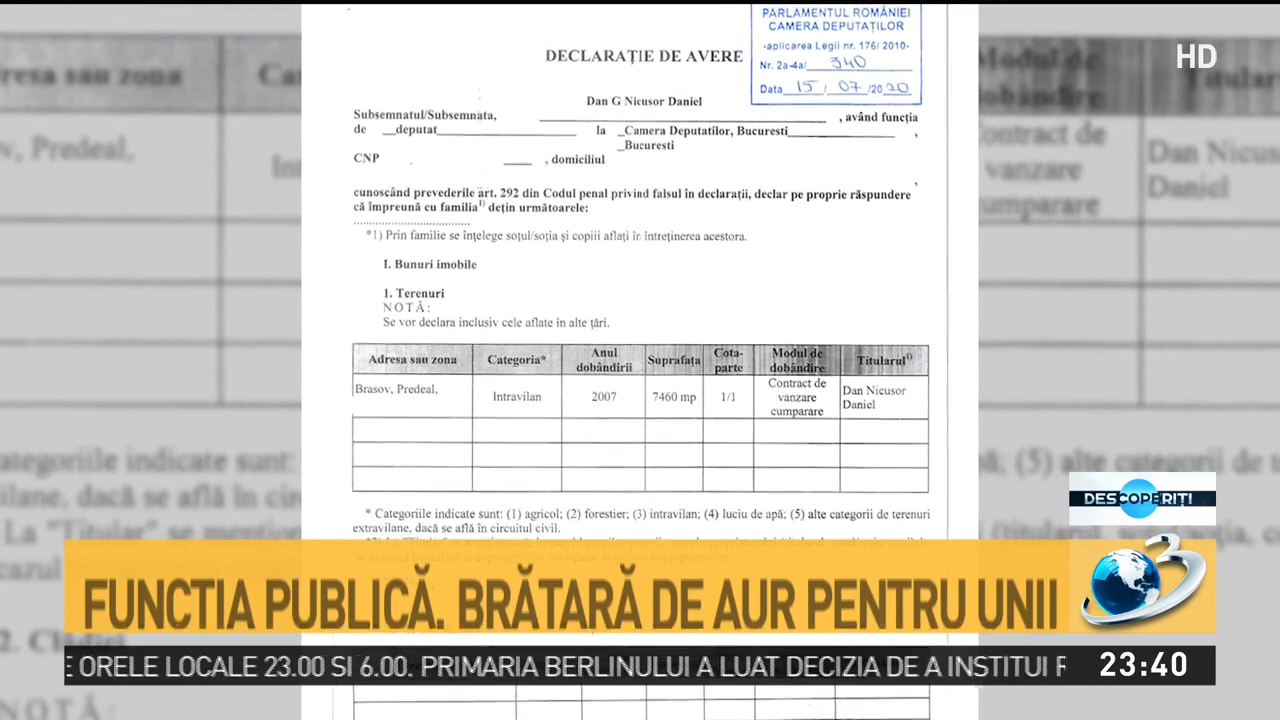 PARLAMENTUL ROMÂNIEI
CAMERA DEPUTAȚILOR
-aplicarea Legii nr. 176/ 2010-
Nr. 2a-4a/ 340
Data 15 / 07 /2020
HD
DECLARAȚIE DE AVERE
Dan G Nicusor Daniel
Subsemnatul/Subsemnata, , având funcția
de deputat la Camera Deputatilor, Bucuresti ,
Bucuresti
CNP , domiciliul
cunoscând prevederile art. 292 din Codul penal privind falsul în declarații, declar pe proprie răspundere
că împreună cu familia1) dețin următoarele:
*1) Prin familie se înțelege soțul/soția și copiii aflați în întreținerea acestora.
I. Bunuri imobile
1. Terenuri
NOTĂ:
Se vor declara inclusiv cele aflate în alte țări.
Adresa sau zona Categoria* Anul dobândirii Suprafața Cota-parte Modul de dobândire Titularul1)
Brasov, Predeal, Intravilan 2007 7460 mp 1/1 Contract de vanzare cumparare Dan Nicusor Daniel
* Categoriile indicate sunt: (1) agricol; (2) forestier; (3) intravilan; (4) luciu de apă; (5) alte categorii de terenuri
extravilane, dacă se află în circuitul civil.
DESCOPERIȚI
FUNCTIA PUBLICĂ. BRĂTARĂ DE AUR PENTRU UNII
3
E ORELE LOCALE 23.00 SI 6.00. PRIMARIA BERLINULUI A LUAT DECIZIA DE A INSTITUI
23:40